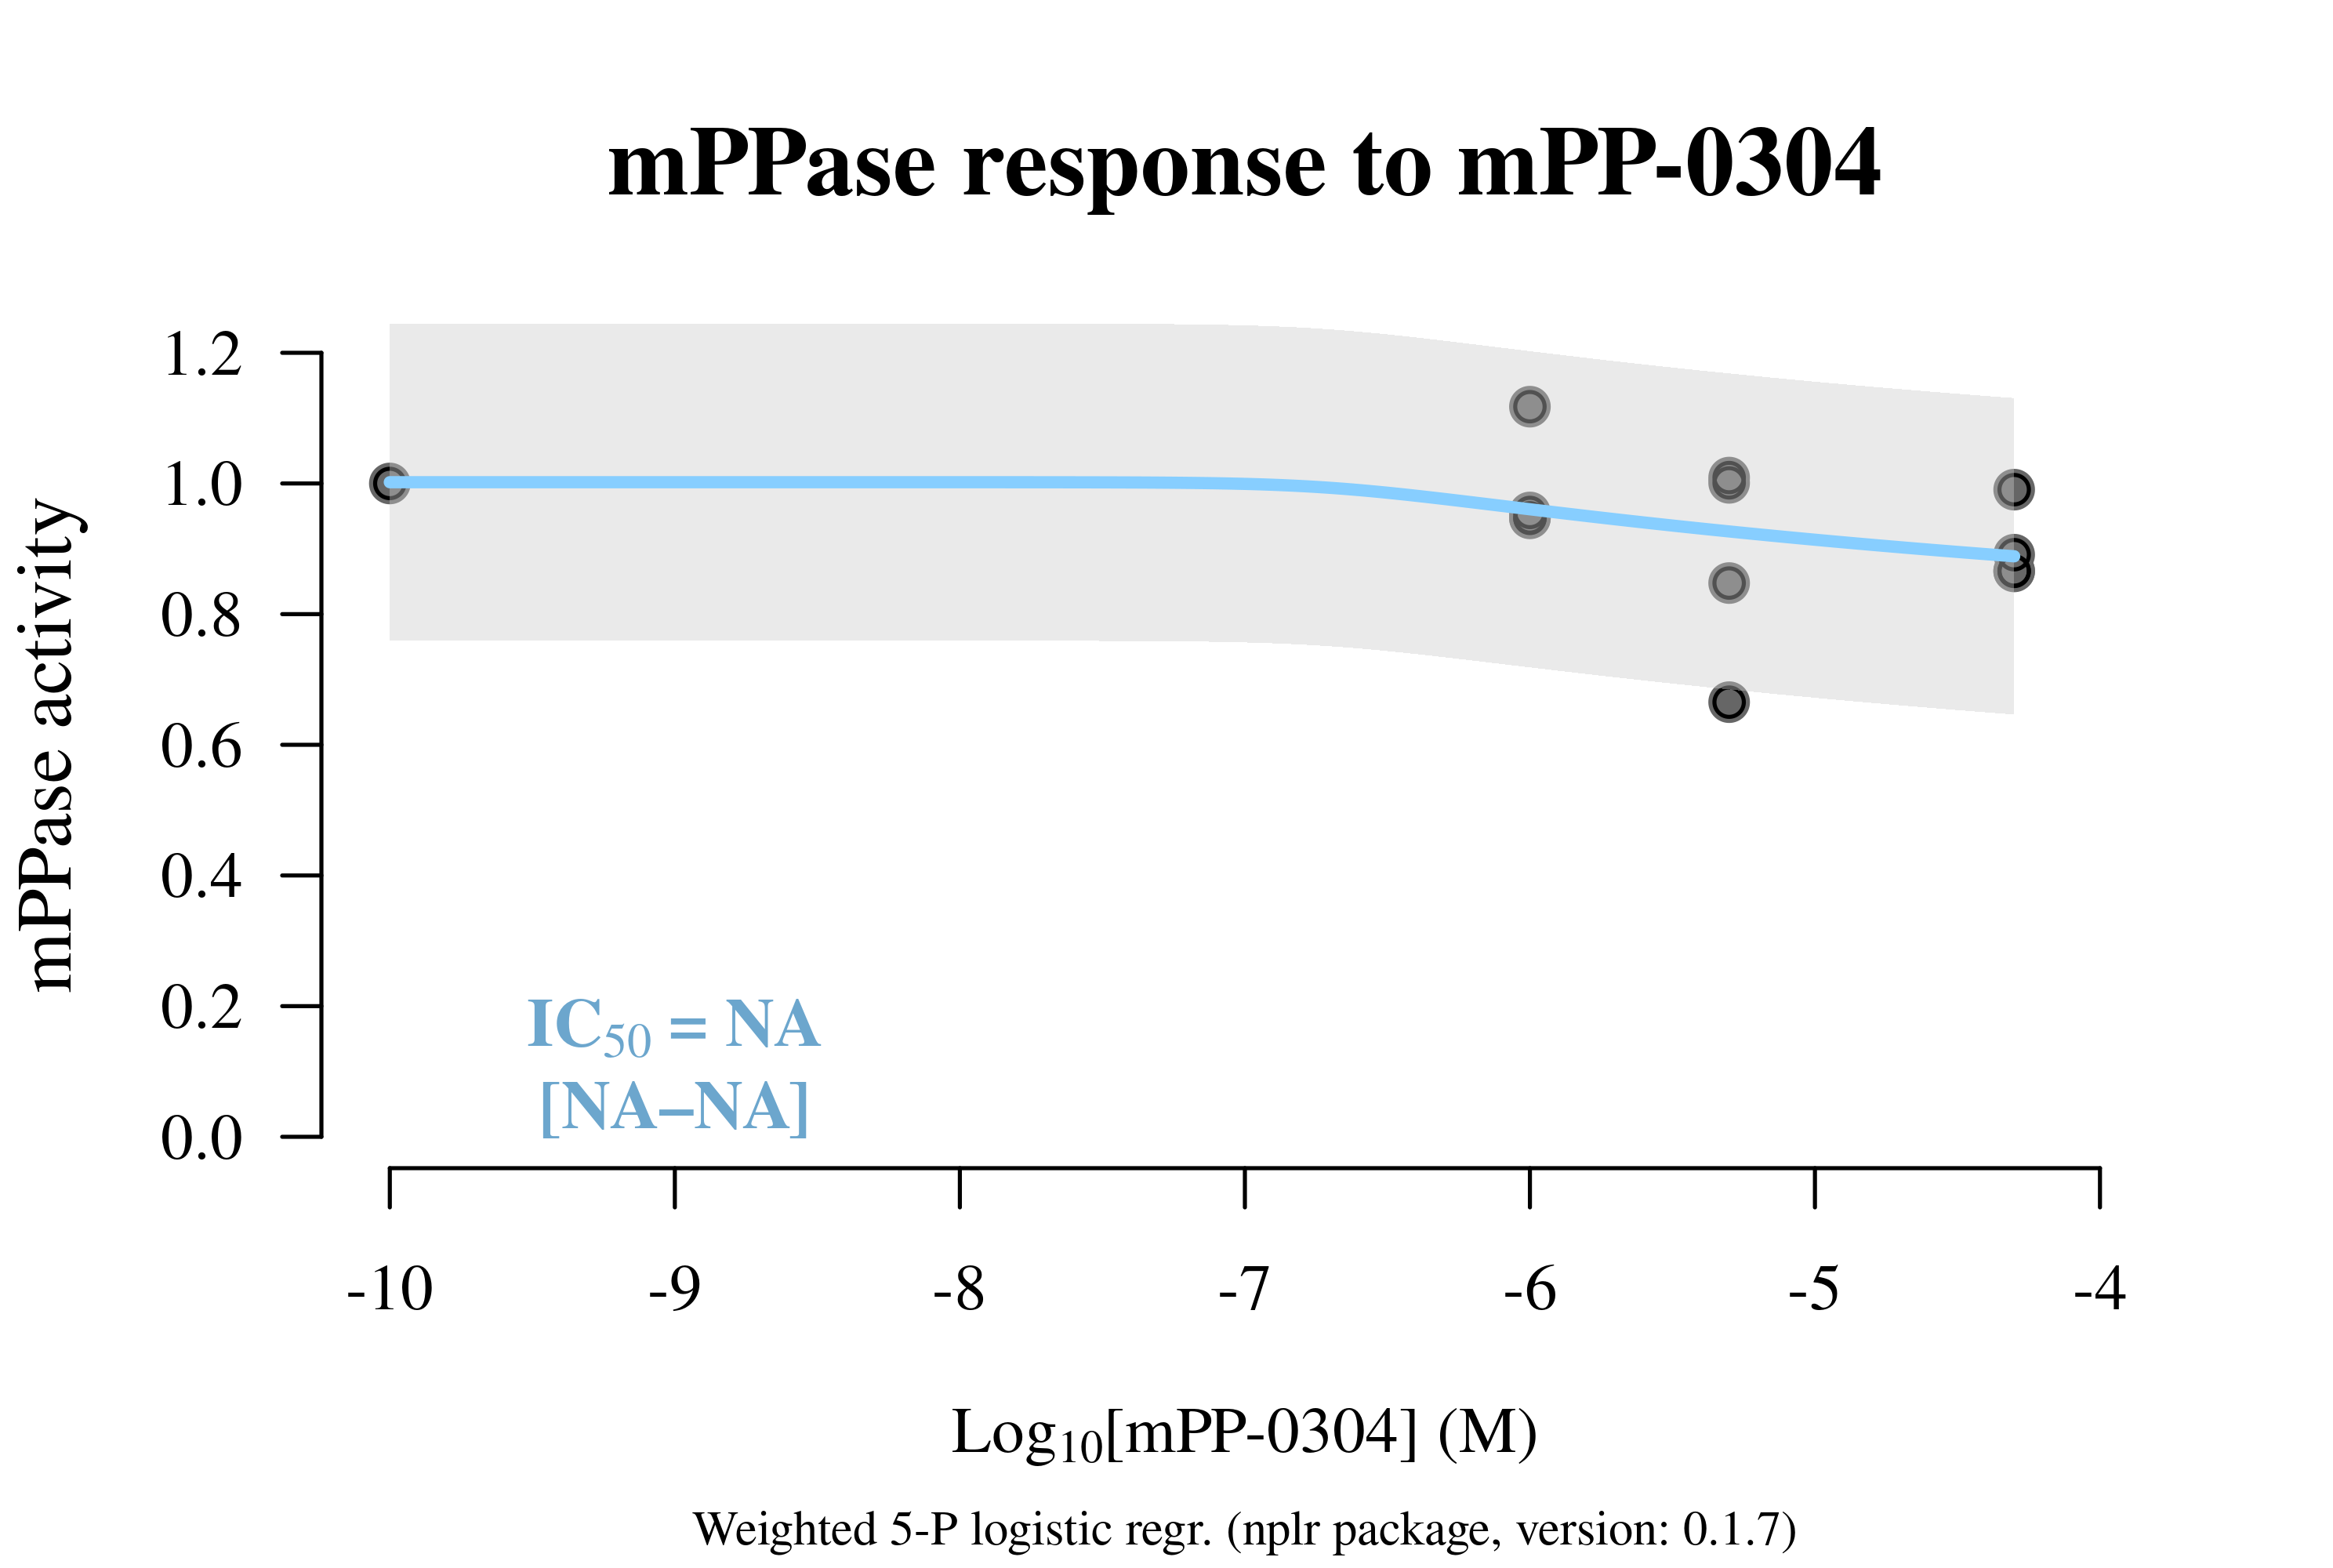 mPPase response to mPP-0304
mPPase activity
1.2
1.0
0.8
0.6
0.4
0.2
0.0
IC50 = NA
[NA–NA]
-10 -9 -8 -7 -6 -5 -4
Log10[mPP-0304] (M)
Weighted 5-P logistic regr. (nplr package, version: 0.1.7)